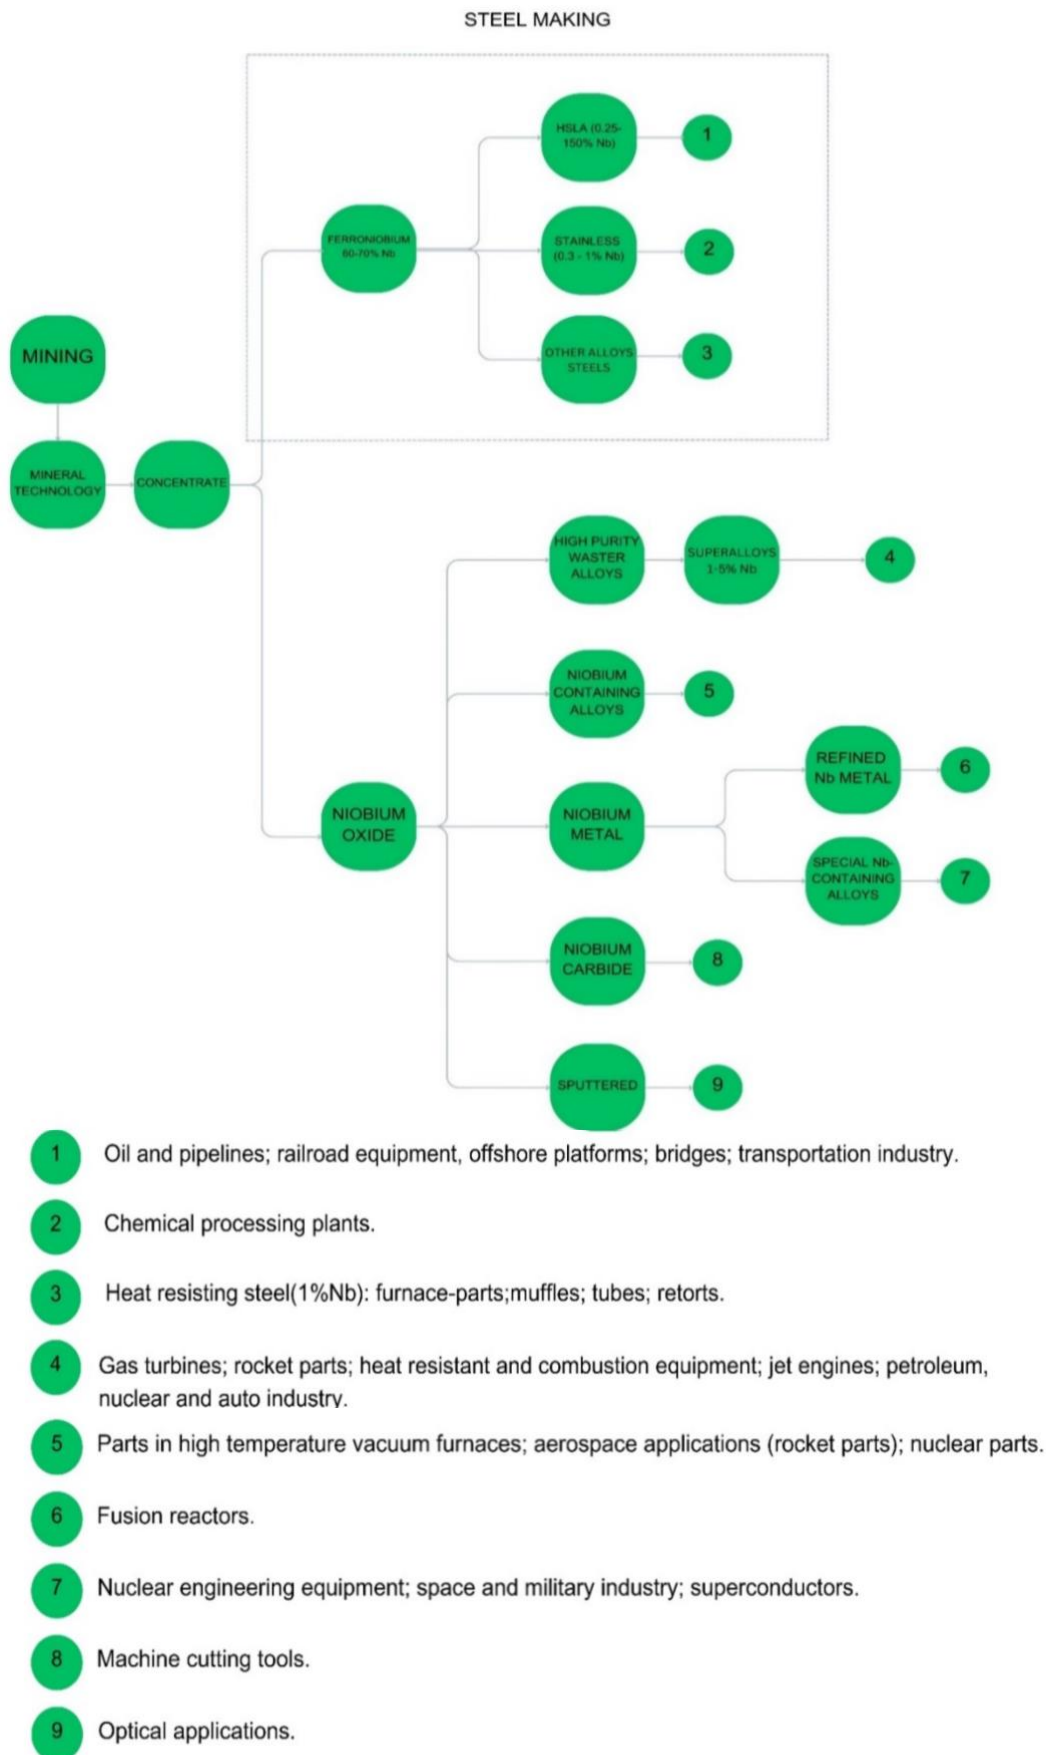 STEEL MAKING
HSLA (0.25-
150% Nb)
1
FERRONIOBIUM
60-70% Nb
STAINLESS
(0.3 - 1% Nb)
2
OTHER ALLOYS
STEELS
3
MINING
MINERAL
TECHNOLOGY
CONCENTRATE
HIGH PURITY
WASTER
ALLOYS
SUPERALLOYS
1-5% Nb
4
NIOBIUM
CONTAINING
ALLOYS
5
NIOBIUM
OXIDE
NIOBIUM
METAL
REFINED
Nb METAL
6
SPECIAL Nb-
CONTAINING
ALLOYS
7
NIOBIUM
CARBIDE
8
SPUTTERED
9
1 Oil and pipelines; railroad equipment, offshore platforms; bridges; transportation industry.
2 Chemical processing plants.
3 Heat resisting steel(1%Nb): furnace-parts;muffles; tubes; retorts.
4 Gas turbines; rocket parts; heat resistant and combustion equipment; jet engines; petroleum,
nuclear and auto industry.
5 Parts in high temperature vacuum furnaces; aerospace applications (rocket parts); nuclear parts.
6 Fusion reactors.
7 Nuclear engineering equipment; space and military industry; superconductors.
8 Machine cutting tools.
9 Optical applications.